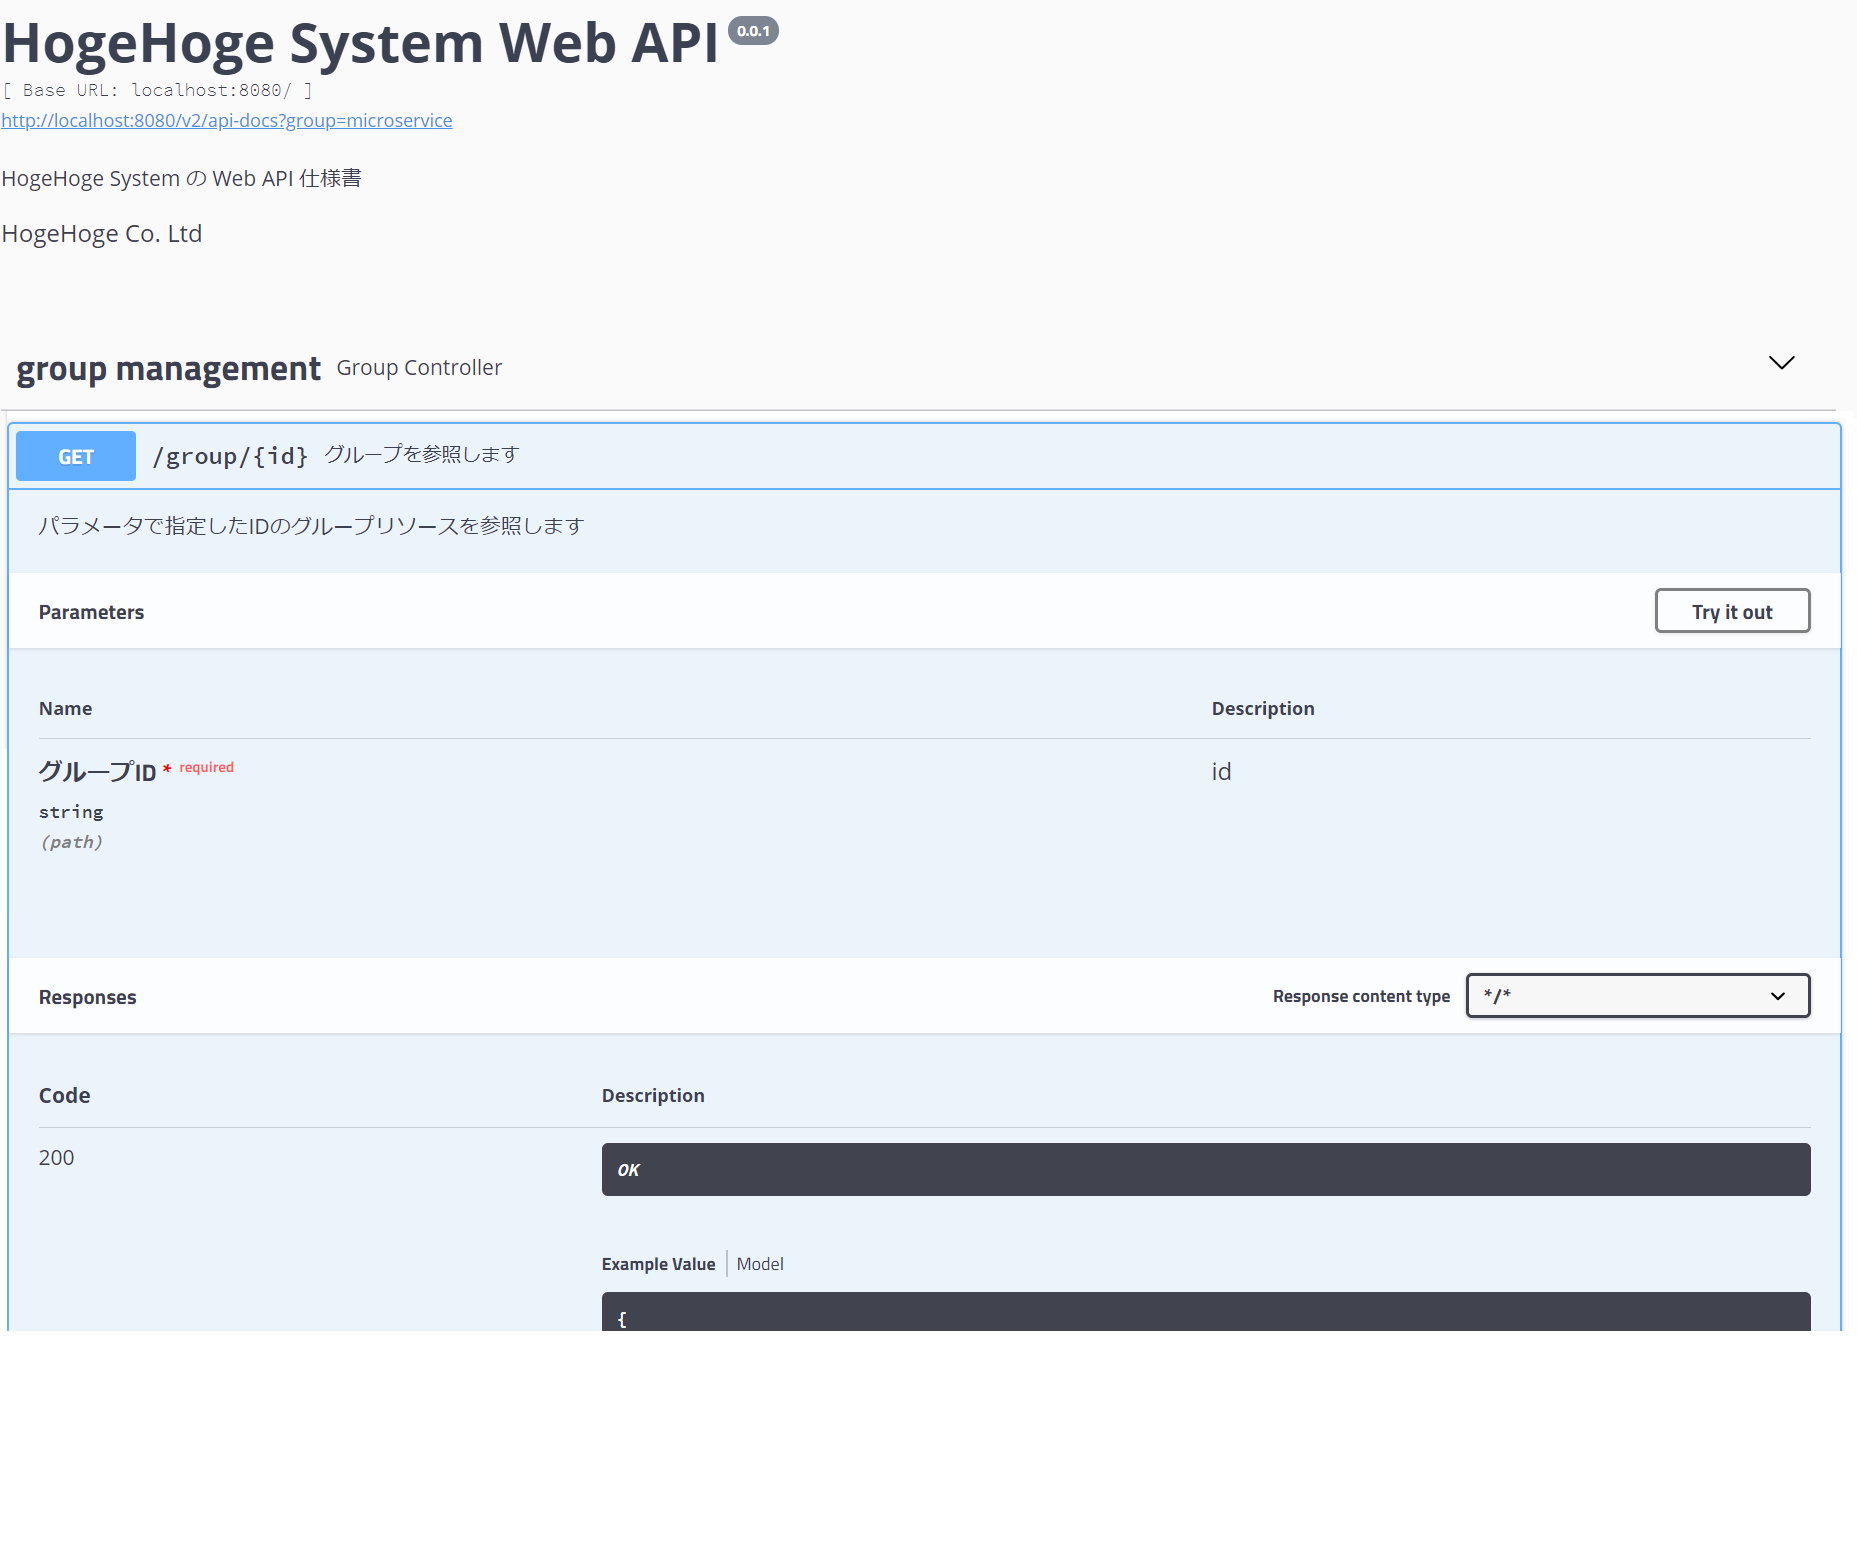 HogeHoge System Web API 0.0.1
[ Base URL: localhost:8080/ ]
http://localhost:8080/v2/api-docs?group=microservice
HogeHoge System の Web API 仕様書
HogeHoge Co. Ltd
group management Group Controller
GET /group/{id} グループを参照します
パラメータで指定したIDのグループリソースを参照します
Parameters Try it out
Name Description
グループID * required id
string
(path)
Responses Response content type */*
Code Description
200 OK
Example Value Model
{